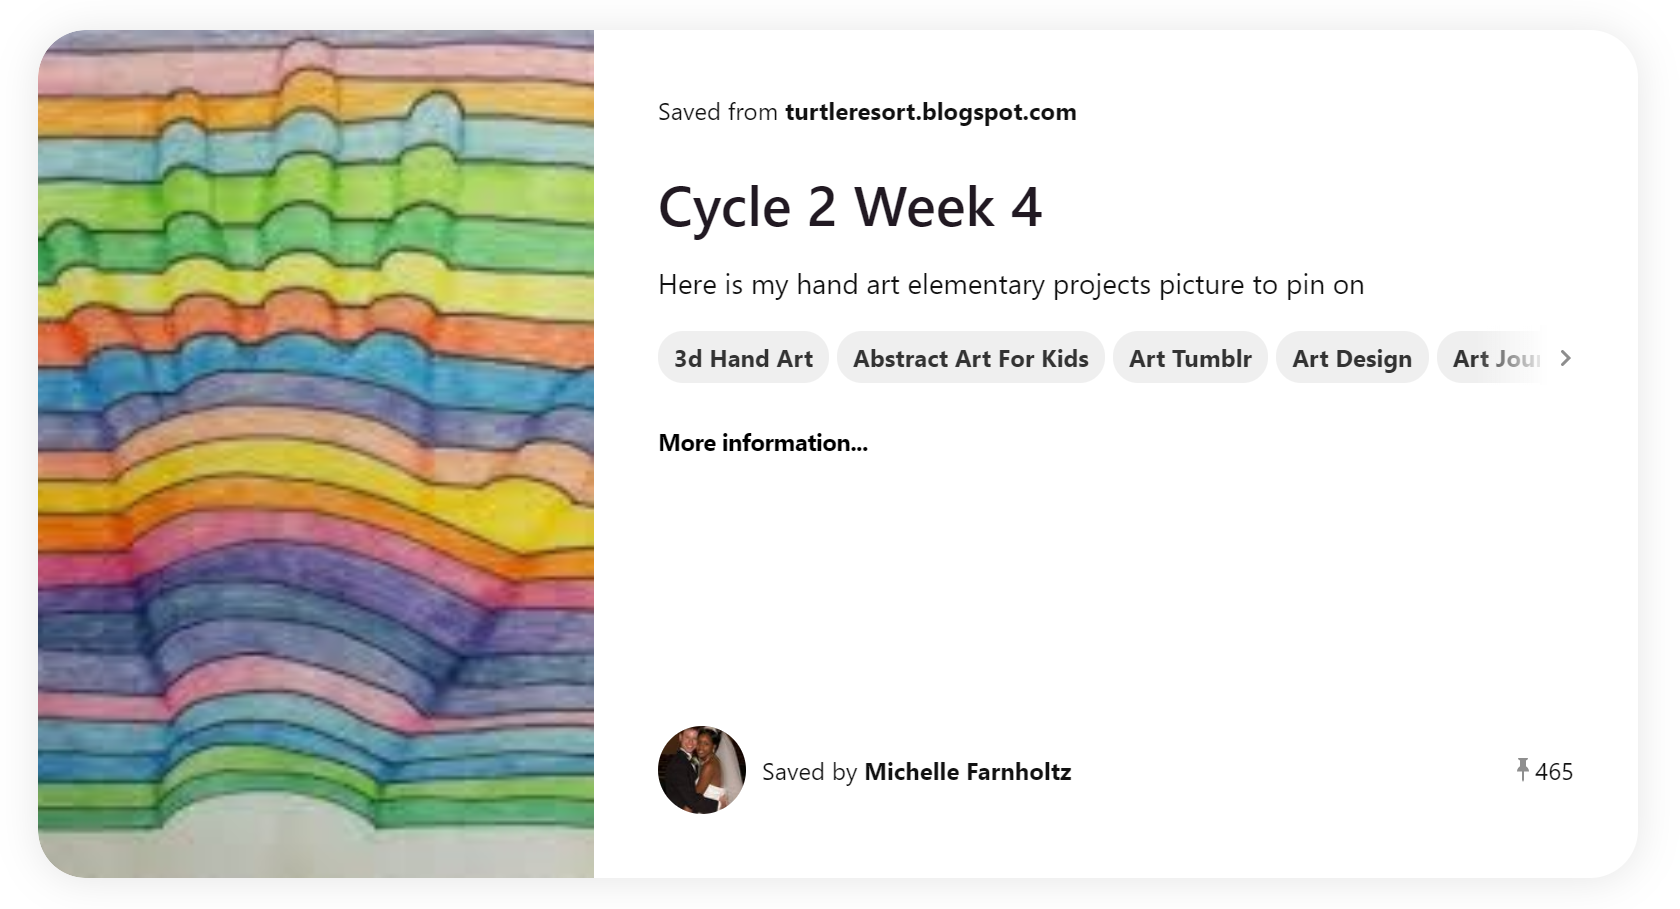 Saved from turtleresort.blogspot.com
Cycle 2 Week 4
Here is my hand art elementary projects picture to pin on
3d Hand Art Abstract Art For Kids Art Tumblr Art Design Art
More information...
Saved by Michelle Farnholtz 465